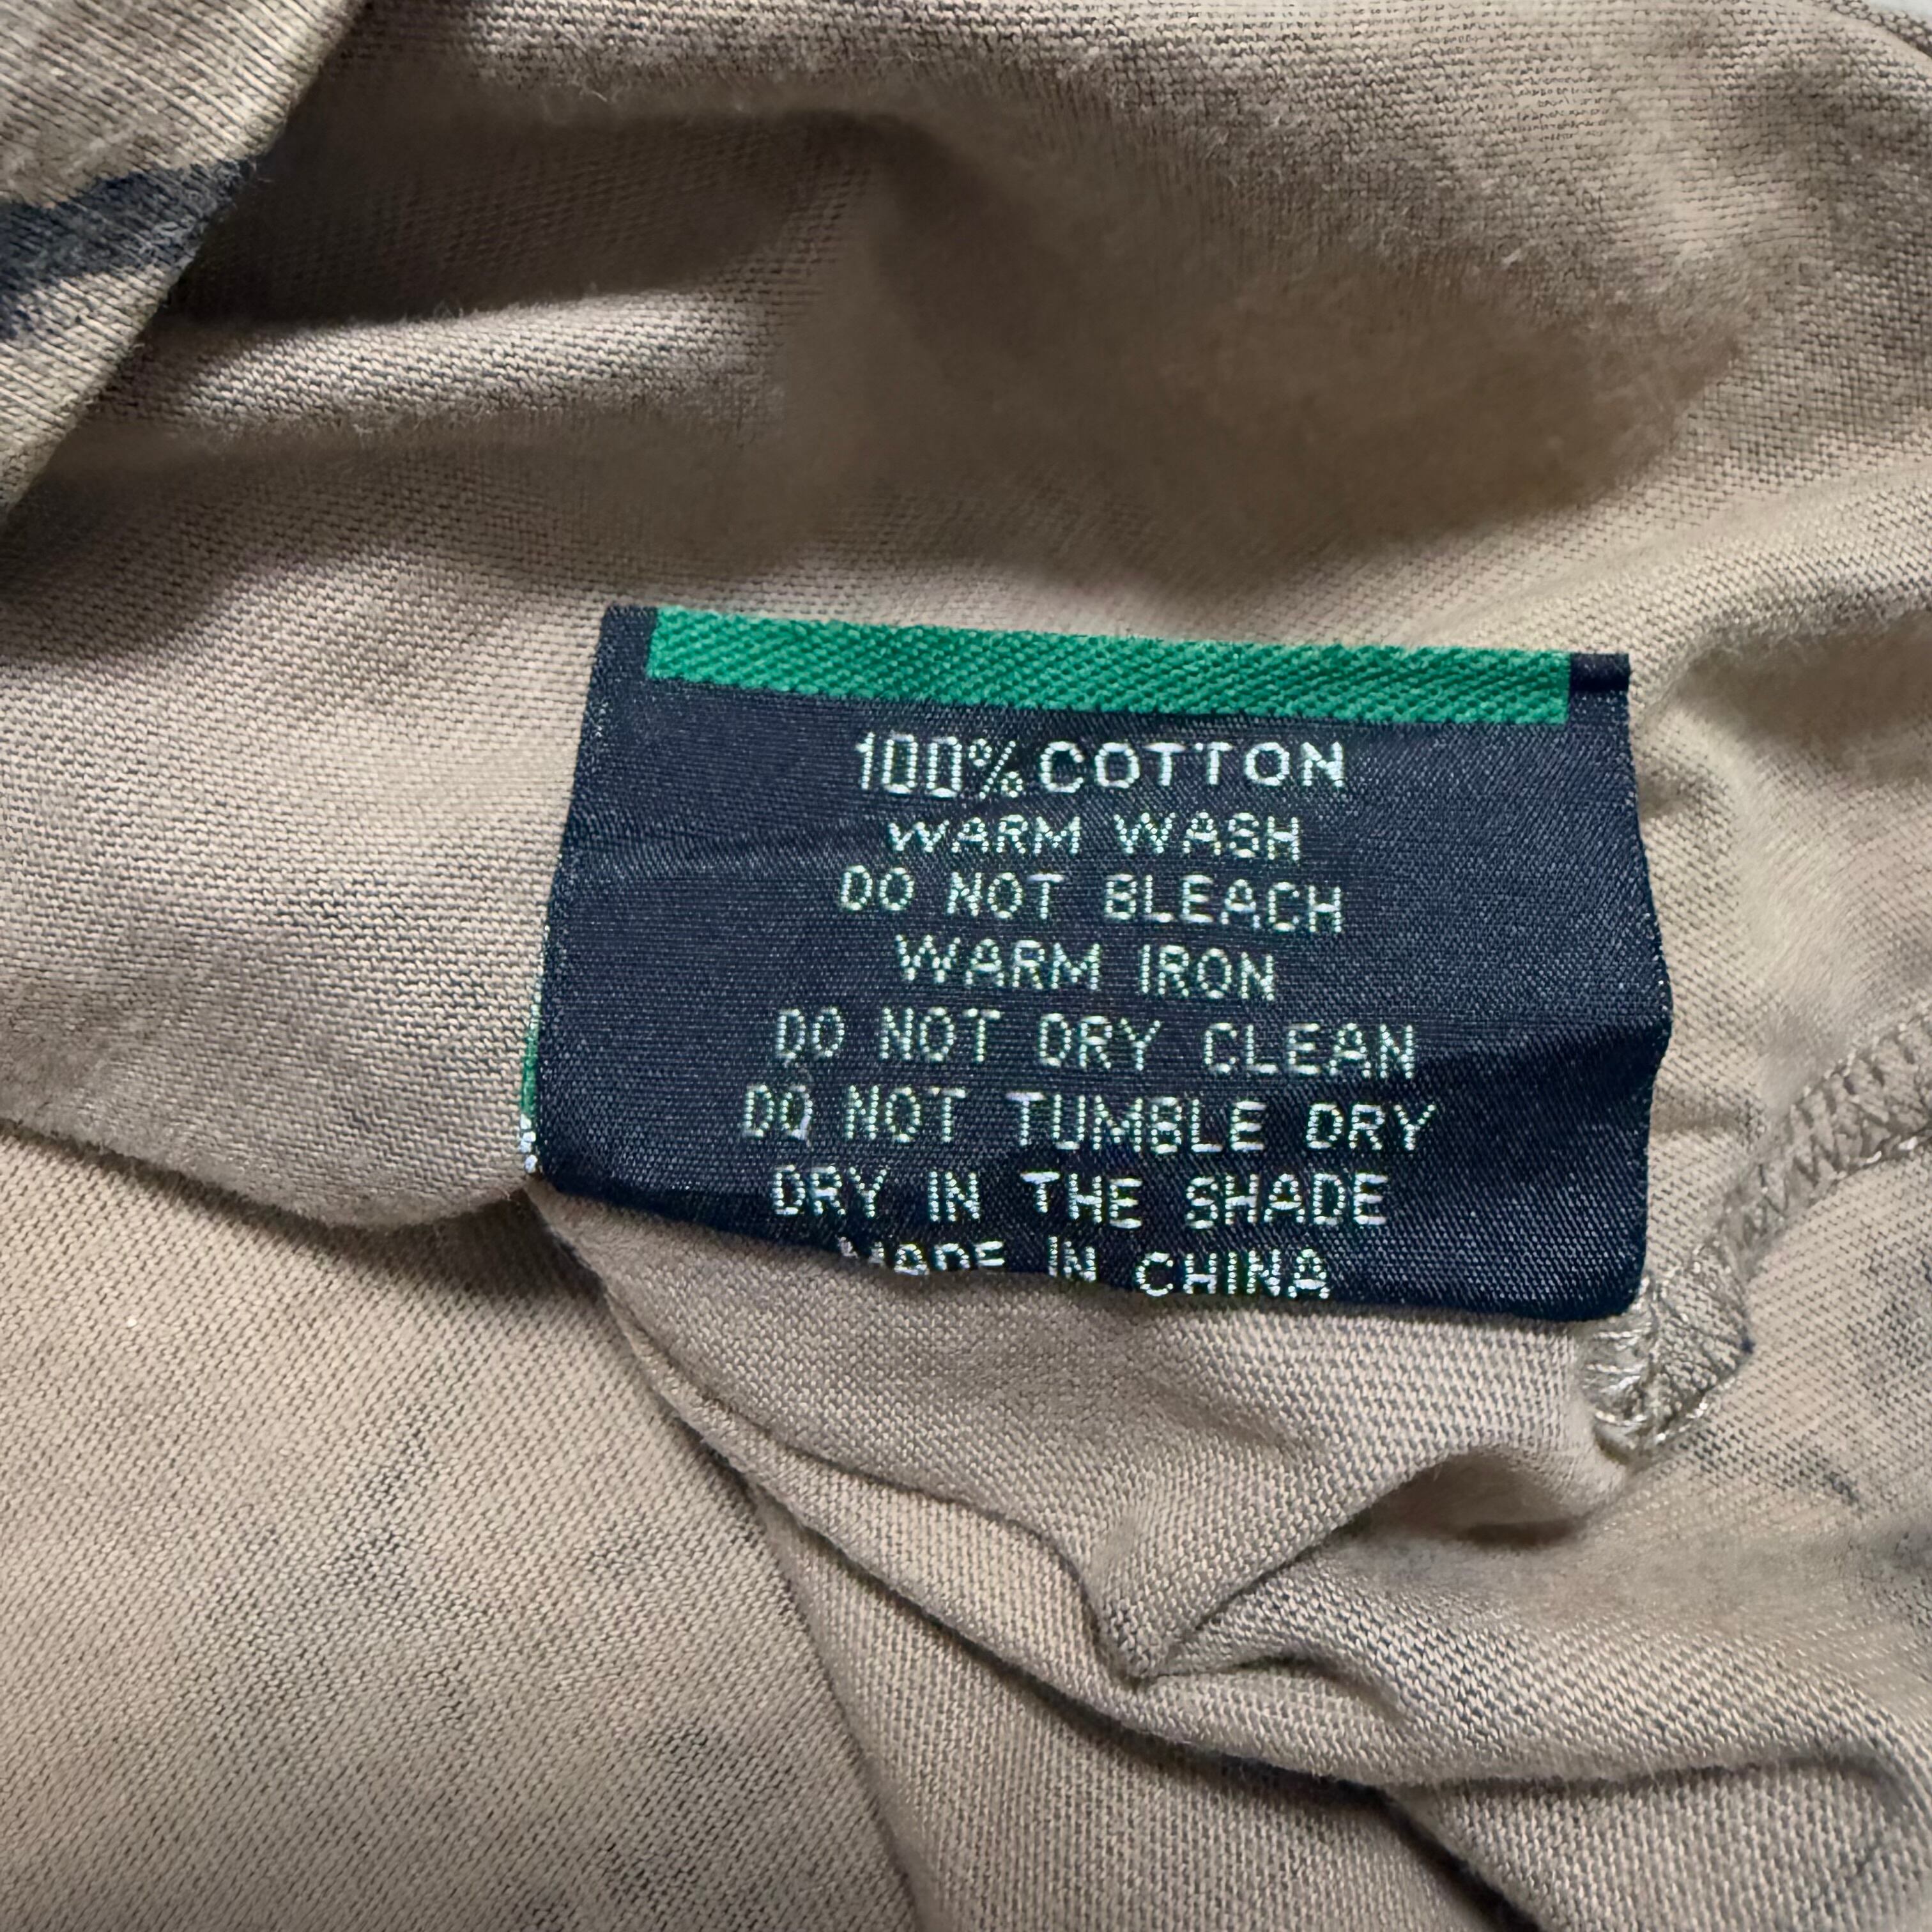 100% COTTON
WARM WASH
DO NOT BLEACH
WARM IRON
DO NOT DRY CLEAN
DO NOT TUMBLE DRY
DRY IN THE SHADE
MADE IN CHINA